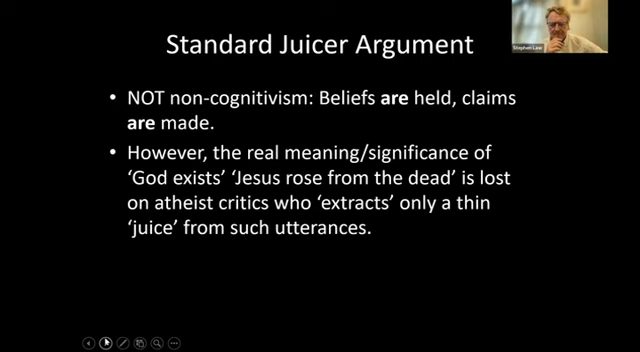 Standard Juicer Argument
Stephen Law
• NOT non-cognitivism: Beliefs are held, claims
are made.
• However, the real meaning/significance of
‘God exists’ ‘Jesus rose from the dead’ is lost
on atheist critics who ‘extracts’ only a thin
‘juice’ from such utterances.